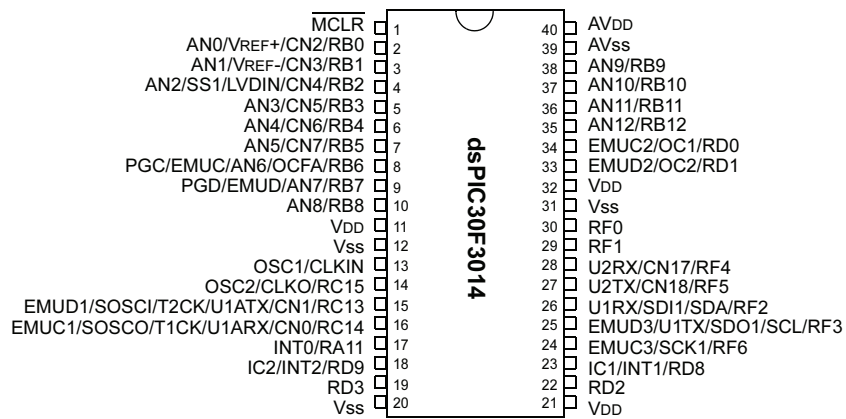 MCLR 1
AN0/VREF+/CN2/RB0 2
AN1/VREF-/CN3/RB1 3
AN2/SS1/LVDIN/CN4/RB2 4
AN3/CN5/RB3 5
AN4/CN6/RB4 6
AN5/CN7/RB5 7
PGC/EMUC/AN6/OCFA/RB6 8
PGD/EMUD/AN7/RB7 9
AN8/RB8 10
VDD 11
Vss 12
OSC1/CLKIN 13
OSC2/CLKO/RC15 14
EMUD1/SOSCI/T2CK/U1ATX/CN1/RC13 15
EMUC1/SOSCO/T1CK/U1ARX/CN0/RC14 16
INT0/RA11 17
IC2/INT2/RD9 18
RD3 19
Vss 20
dsPIC30F3014
40 AVDD
39 AVss
38 AN9/RB9
37 AN10/RB10
36 AN11/RB11
35 AN12/RB12
34 EMUC2/OC1/RD0
33 EMUD2/OC2/RD1
32 VDD
31 Vss
30 RF0
29 RF1
28 U2RX/CN17/RF4
27 U2TX/CN18/RF5
26 U1RX/SDI1/SDA/RF2
25 EMUD3/U1TX/SDO1/SCL/RF3
24 EMUC3/SCK1/RF6
23 IC1/INT1/RD8
22 RD2
21 VDD